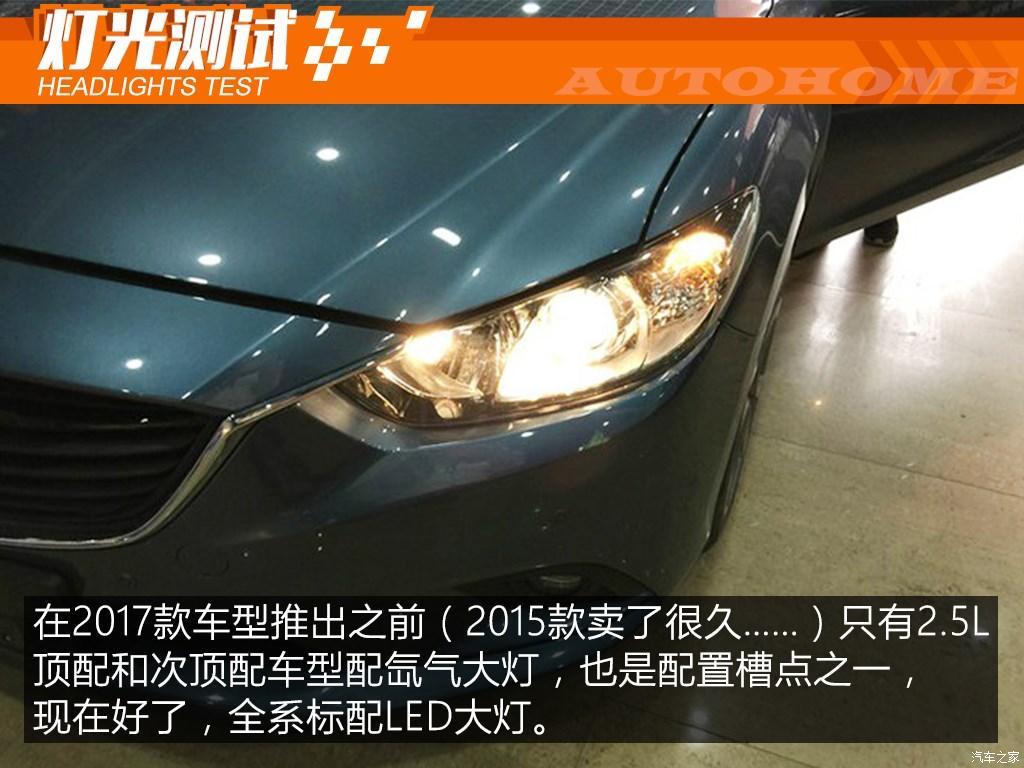 灯光测试
HEADLIGHTS TEST
AUTOHOME
在2017款车型推出之前（2015款卖了很久......）只有2.5L
顶配和次顶配车型配氙气大灯，也是配置槽点之一，
现在好了，全系标配LED大灯。
汽车之家